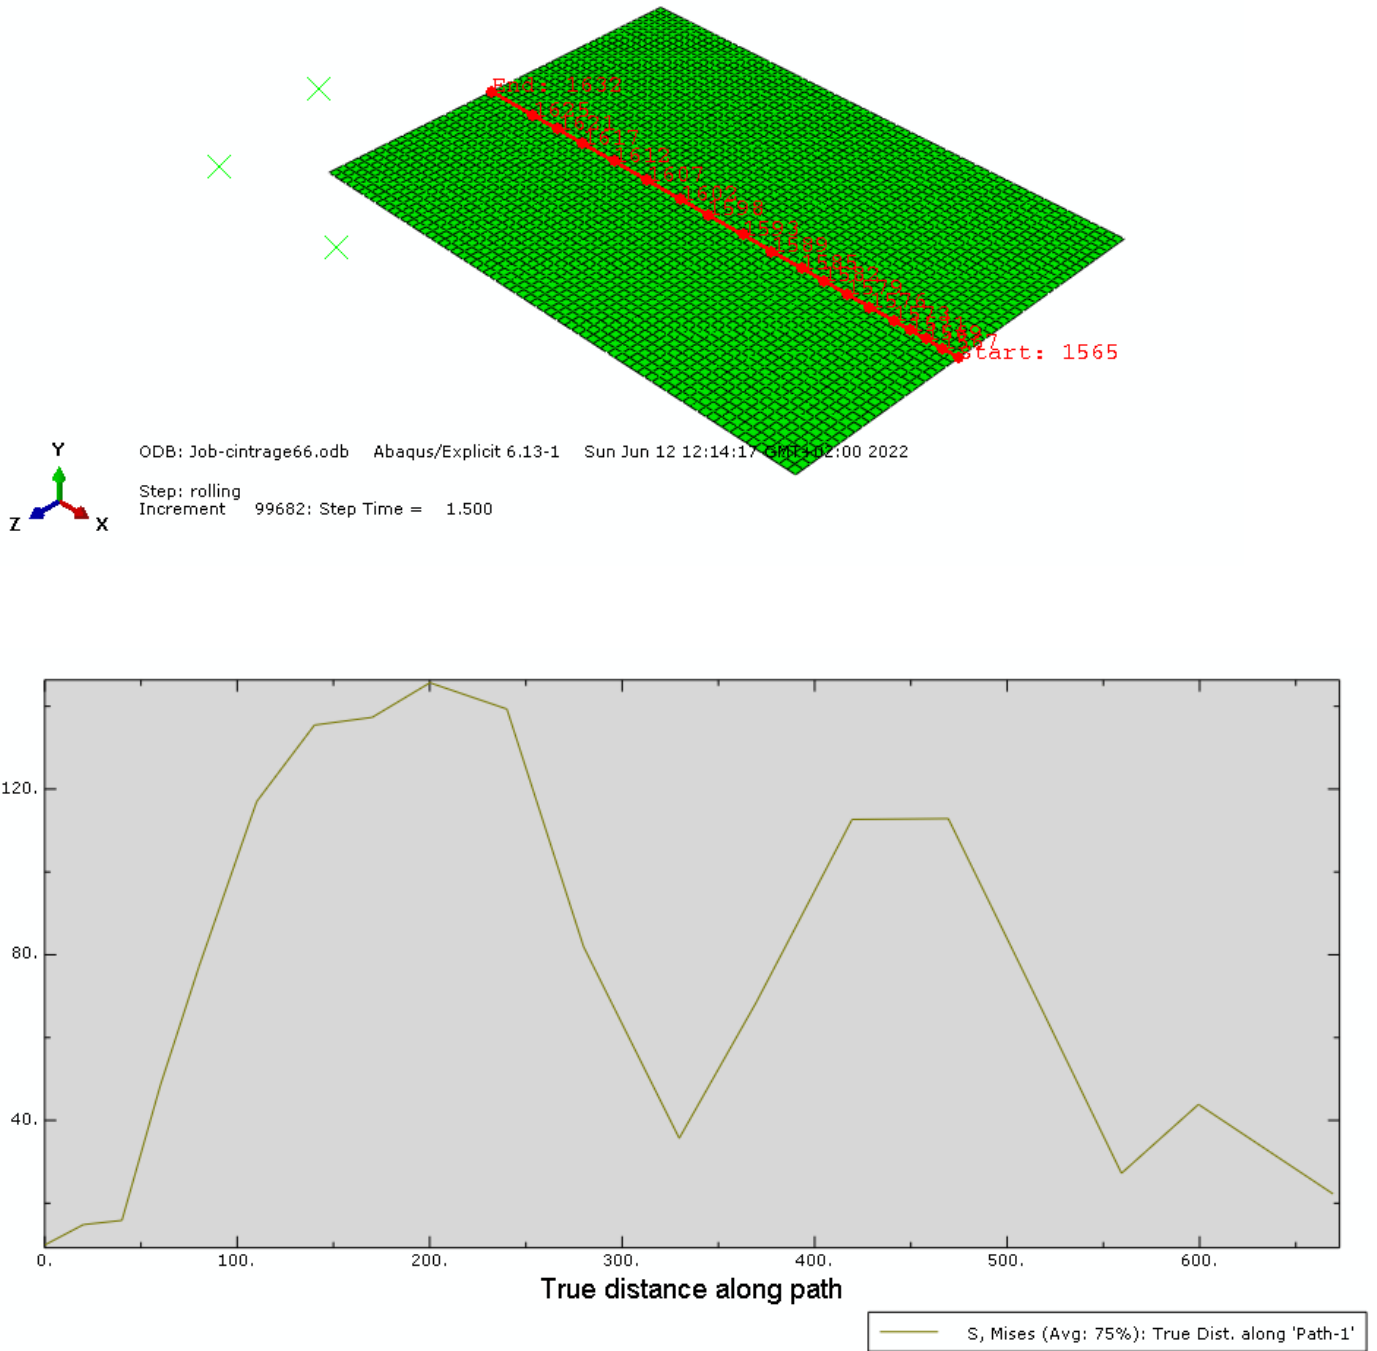 End: 1632
1625
1621
1617
1612
1607
1602
1598
1593
1589
1585
Start: 1565
Y
Z
X
ODB: Job-cintrage66.odb Abaqus/Explicit 6.13-1 Sun Jun 12 12:14:17 GMT+02:00 2022
Step: rolling
Increment 99682: Step Time = 1.500
120.
80.
40.
0. 100. 200. 300. 400. 500. 600.
True distance along path
S, Mises (Avg: 75%): True Dist. along 'Path-1'